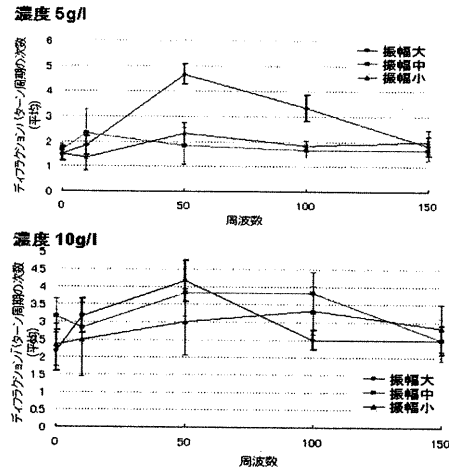 濃度 5g/l
ディフラクションパターン周期の次数
(平均)
6
5
4
3
2
1
0
振幅大
振幅中
振幅小
0
50
100
150
周波数
濃度 10g/l
ディフラクションパターン周期の次数
(平均)
5
4.5
4
3.5
3
2.5
2
1.5
1
0.5
0
振幅大
振幅中
振幅小
0
50
100
150
周波数